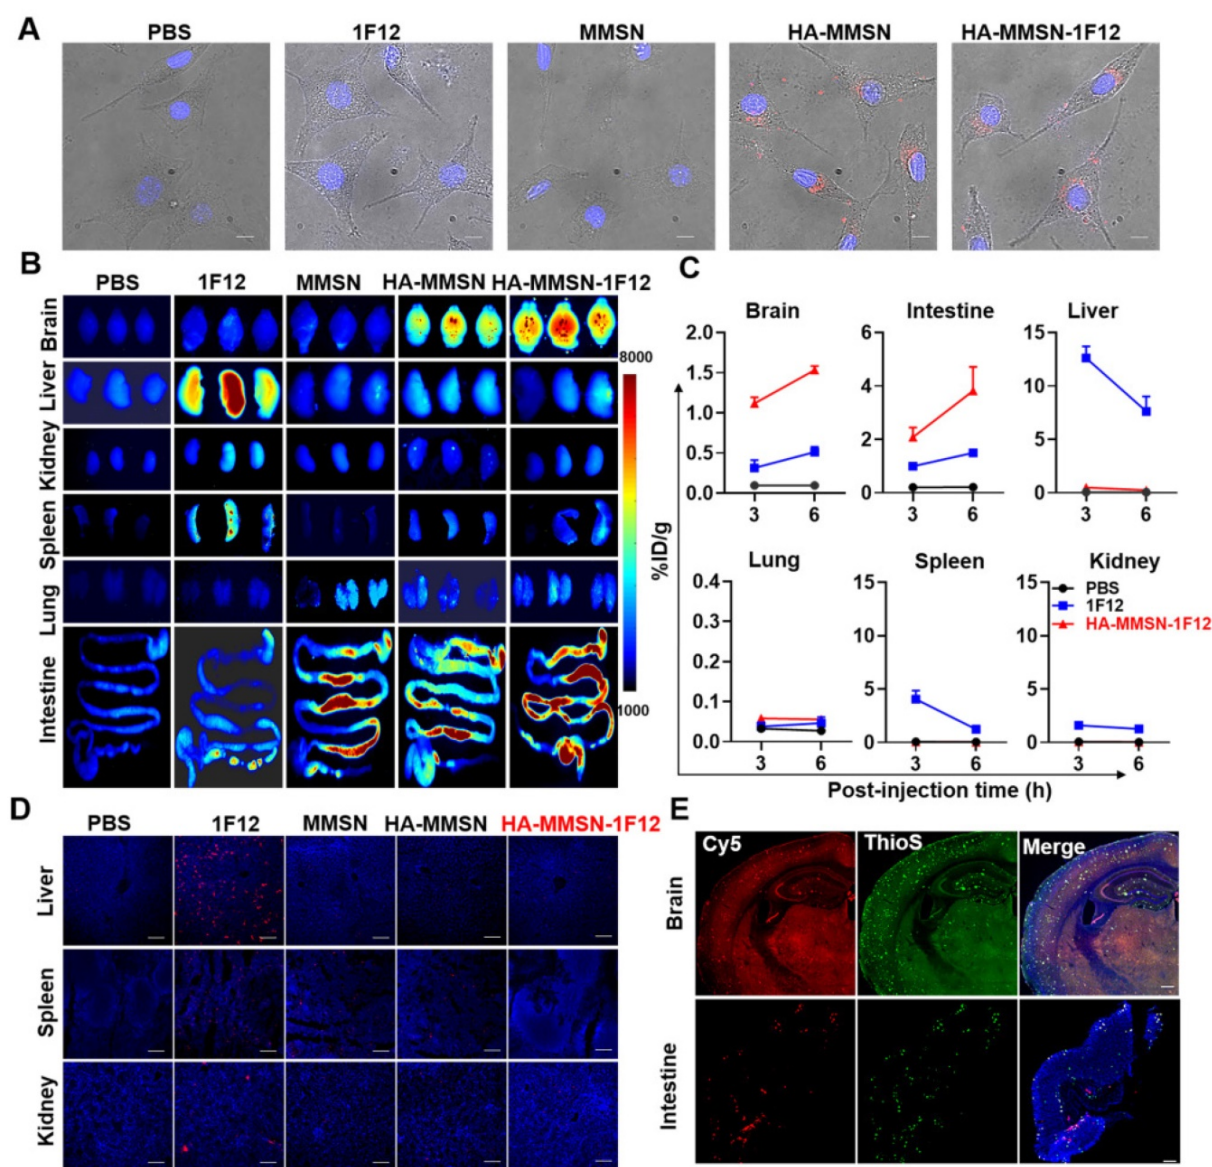 A
PBS 1F12 MMSN HA-MMSN HA-MMSN-1F12
B
PBS 1F12 MMSN HA-MMSN HA-MMSN-1F12
Brain
Liver
Kidney
Spleen
Lung
Intestine
8000
1000
C
Brain Intestine Liver
2.0 6 15
1.5
4 10
1.0
2 5
0.5
0.0 0 0
3 6 3 6 3 6
%ID/g
Lung Spleen Kidney
0.4 15 15
PBS
1F12
HA-MMSN-1F12
0.3
10 10
0.2
5 5
0.1
0.0 0 0
3 6 3 6 3 6
Post-injection time (h)
D
PBS 1F12 MMSN HA-MMSN HA-MMSN-1F12
Liver
Spleen
Kidney
E
Cy5 ThioS Merge
Brain
Intestine